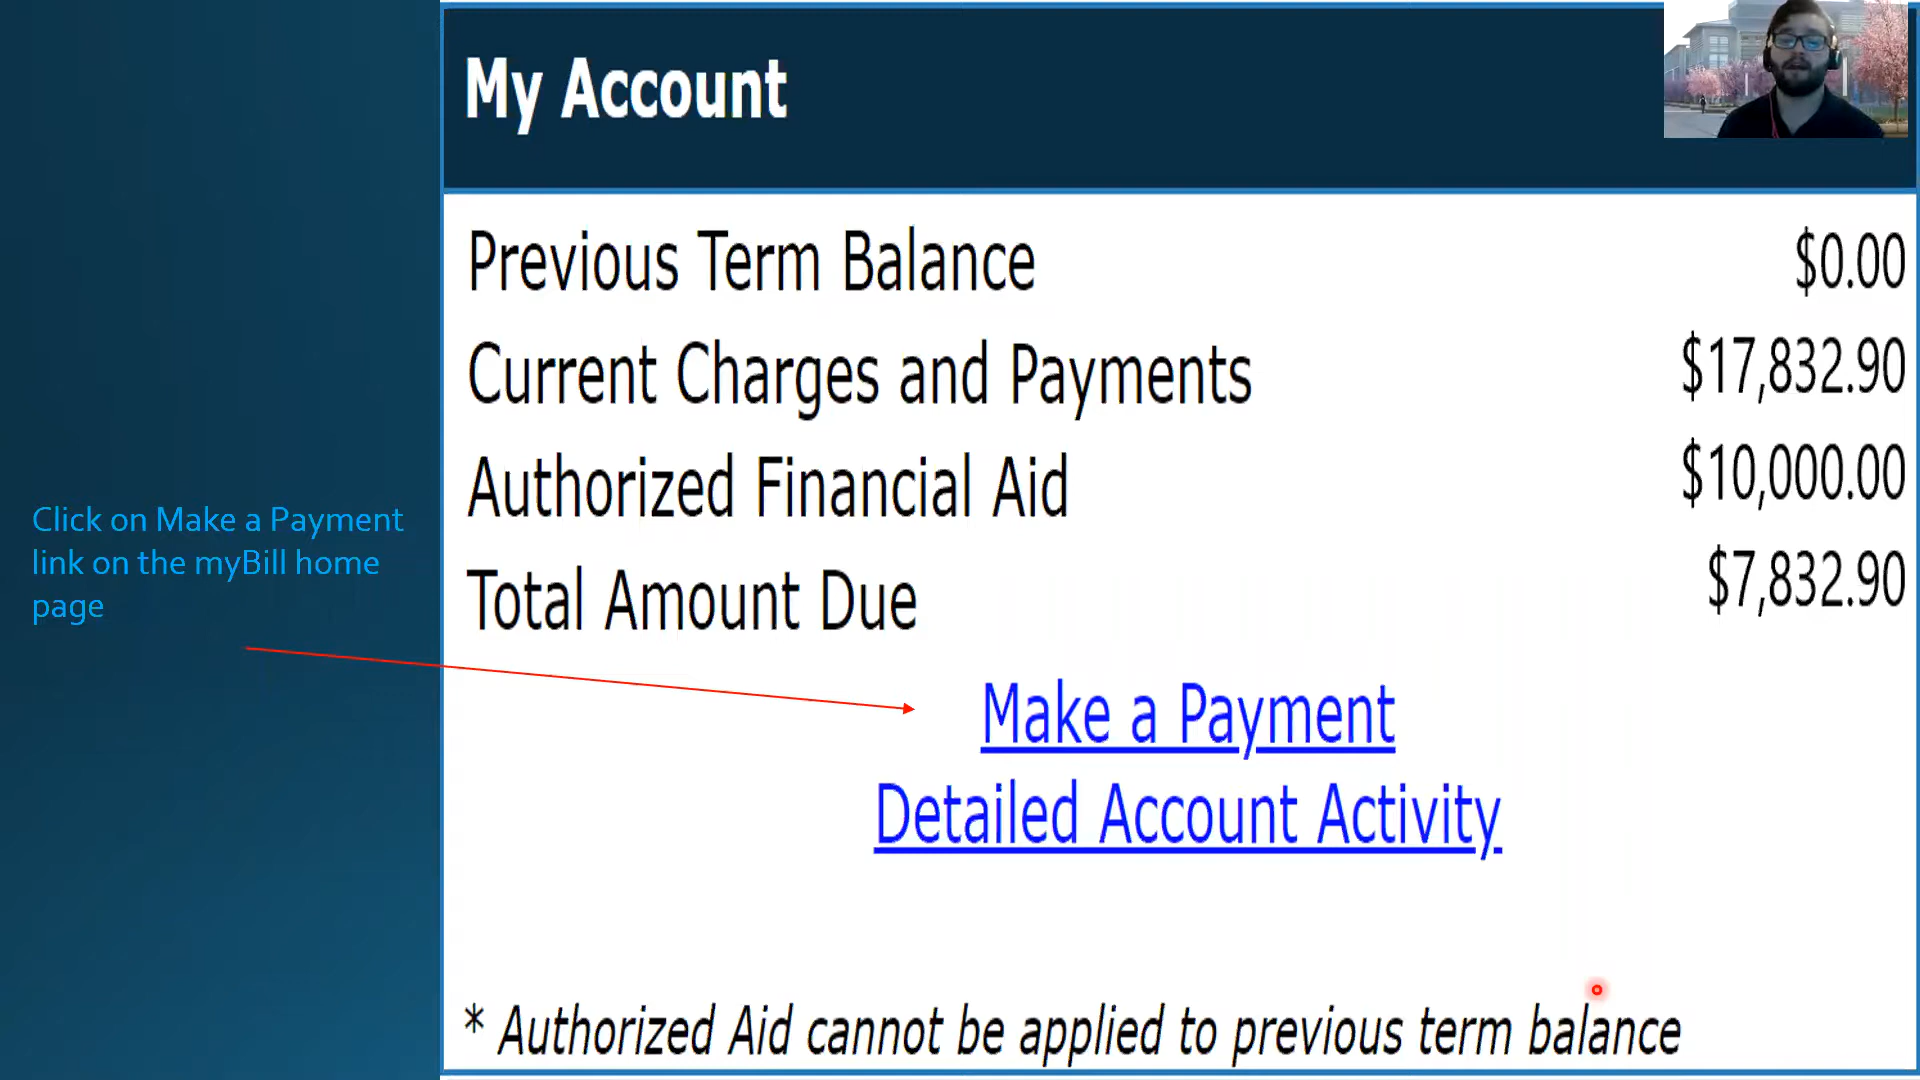 My Account
Previous Term Balance $0.00
Current Charges and Payments $17,832.90
Authorized Financial Aid $10,000.00
Total Amount Due $7,832.90
Click on Make a Payment
link on the myBill home
page
Make a Payment
Detailed Account Activity
* Authorized Aid cannot be applied to previous term balance